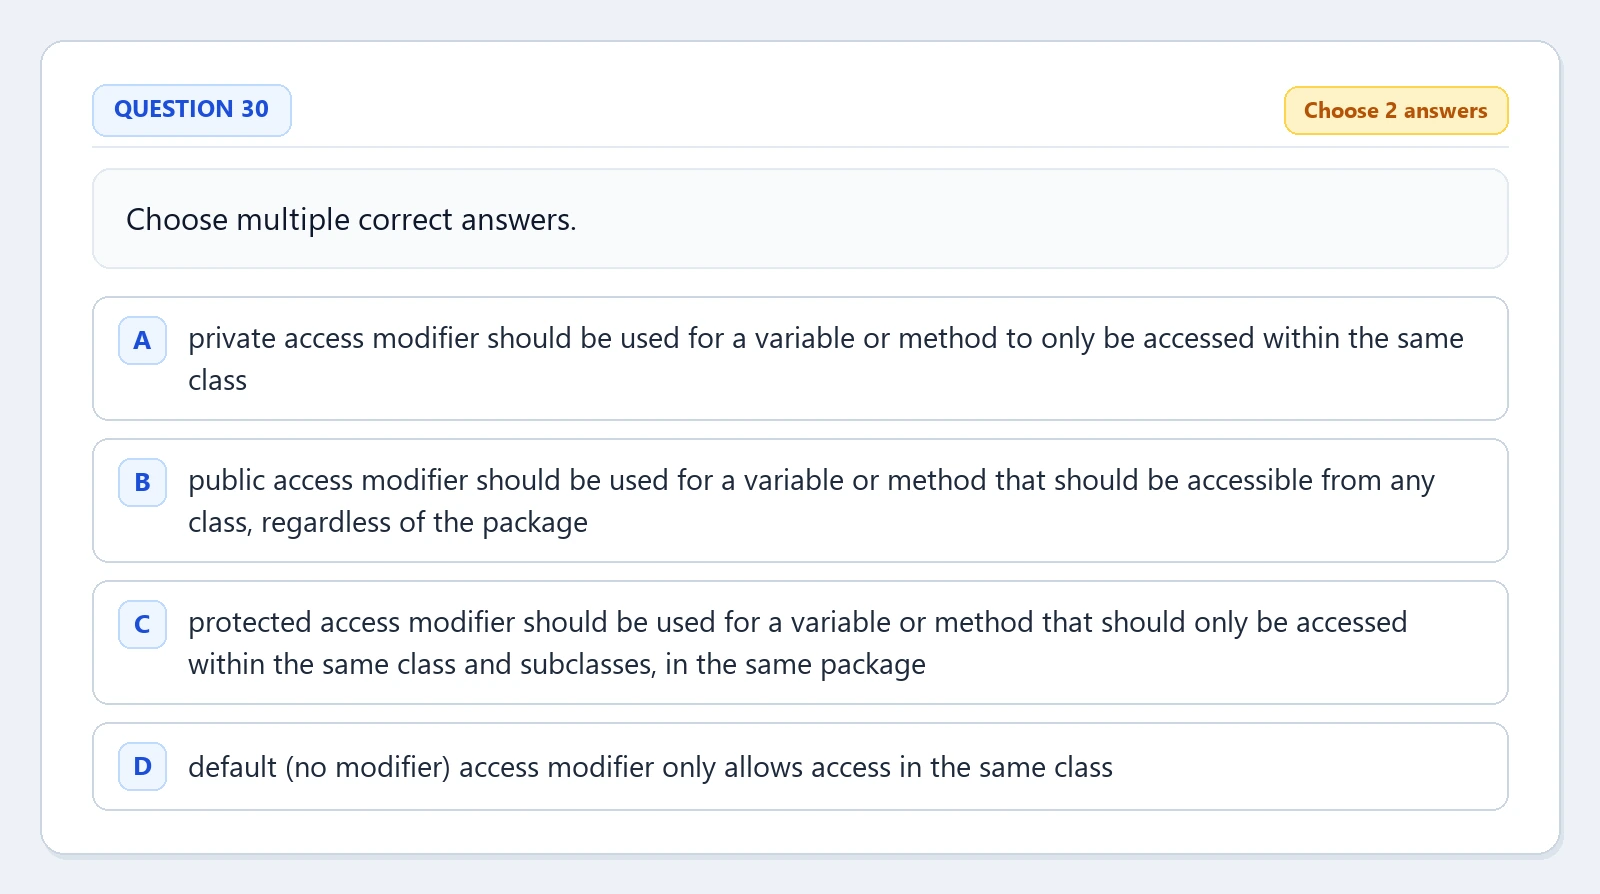 QUESTION 30
Choose 2 answers
Choose multiple correct answers.
A
private access modifier should be used for a variable or method to only be accessed within the same
class
B
public access modifier should be used for a variable or method that should be accessible from any
class, regardless of the package
C
protected access modifier should be used for a variable or method that should only be accessed
within the same class and subclasses, in the same package
D
default (no modifier) access modifier only allows access in the same class